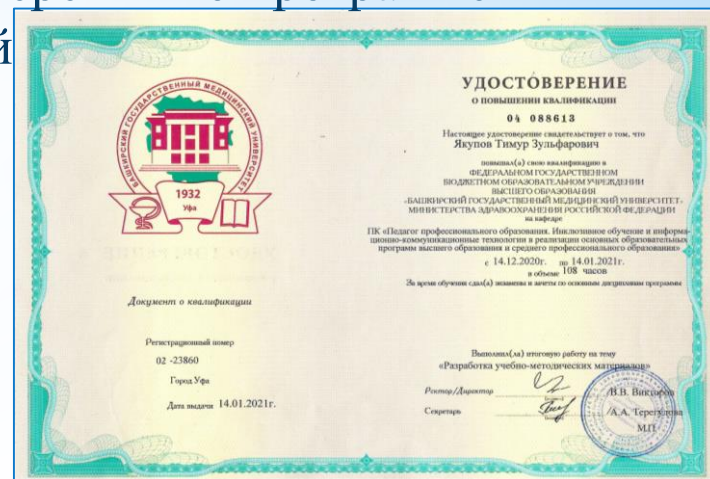 й
БАШКИРСКИЙ ГОСУДАРСТВЕННЫЙ МЕДИЦИНСКИЙ УНИВЕРСИТЕТ
1932
Уфа
Документ о квалификации
Регистрационный номер
02 -23860
Город Уфа
Дата выдачи 14.01.2021г.
УДОСТОВЕРЕНИЕ
О ПОВЫШЕНИИ КВАЛИФИКАЦИИ
04 088613
Настоящее удостоверение свидетельствует о том, что
Якупов Тимур Зульфарович
повышал(а) свою квалификацию в
ФЕДЕРАЛЬНОМ ГОСУДАРСТВЕННОМ
БЮДЖЕТНОМ ОБРАЗОВАТЕЛЬНОМ УЧРЕЖДЕНИИ
ВЫСШЕГО ОБРАЗОВАНИЯ
«БАШКИРСКИЙ ГОСУДАРСТВЕННЫЙ МЕДИЦИНСКИЙ УНИВЕРСИТЕТ»
МИНИСТЕРСТВА ЗДРАВООХРАНЕНИЯ РОССИЙСКОЙ ФЕДЕРАЦИИ
на кафедре
ПК «Педагог профессионального образования. Инклюзивное обучение и информа-
ционно-коммуникационные технологии в реализации основных образовательных
программ высшего образования и среднего профессионального образования»
с 14.12.2020г. по 14.01.2021г.
в объеме 108 часов
За время обучения сдал(а) экзамены и зачеты по основным дисциплинам программы
Выполнил(ла) итоговую работу на тему
«Разработка учебно-методических материалов»
Ректор/Директор
В.В. Викторов
Секретарь
А.А. Терегулова
М.П.